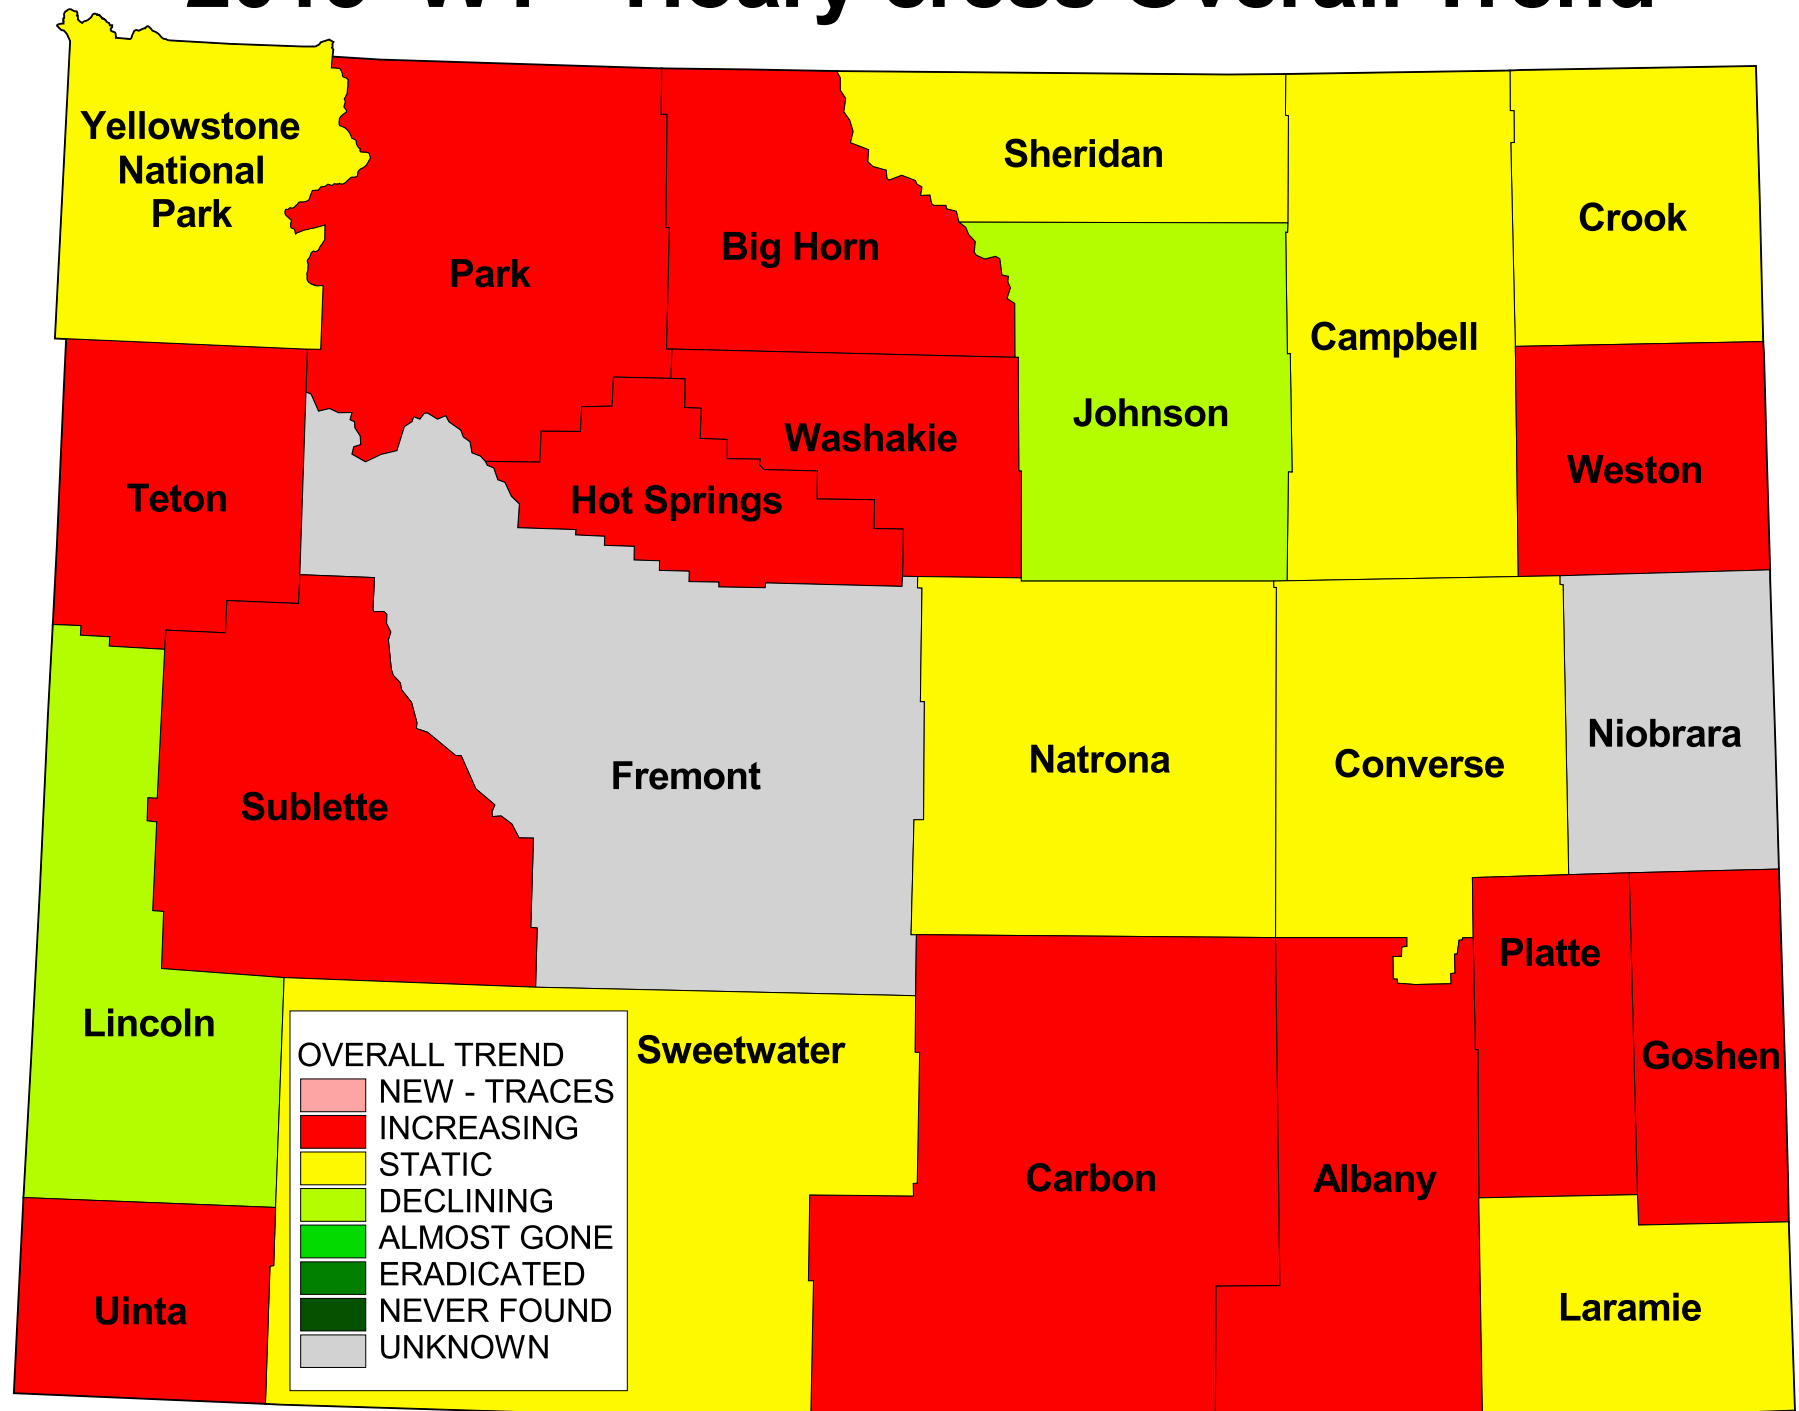 Overall Trend
Yellowstone
National
Park
Park
Big Horn
Sheridan
Campbell
Crook
Johnson
Washakie
Hot Springs
Weston
Teton
Sublette
Fremont
Natrona
Converse
Niobrara
Platte
Goshen
Lincoln
Sweetwater
Carbon
Albany
Laramie
Uinta
OVERALL TREND
NEW - TRACES
INCREASING
STATIC
DECLINING
ALMOST GONE
ERADICATED
NEVER FOUND
UNKNOWN